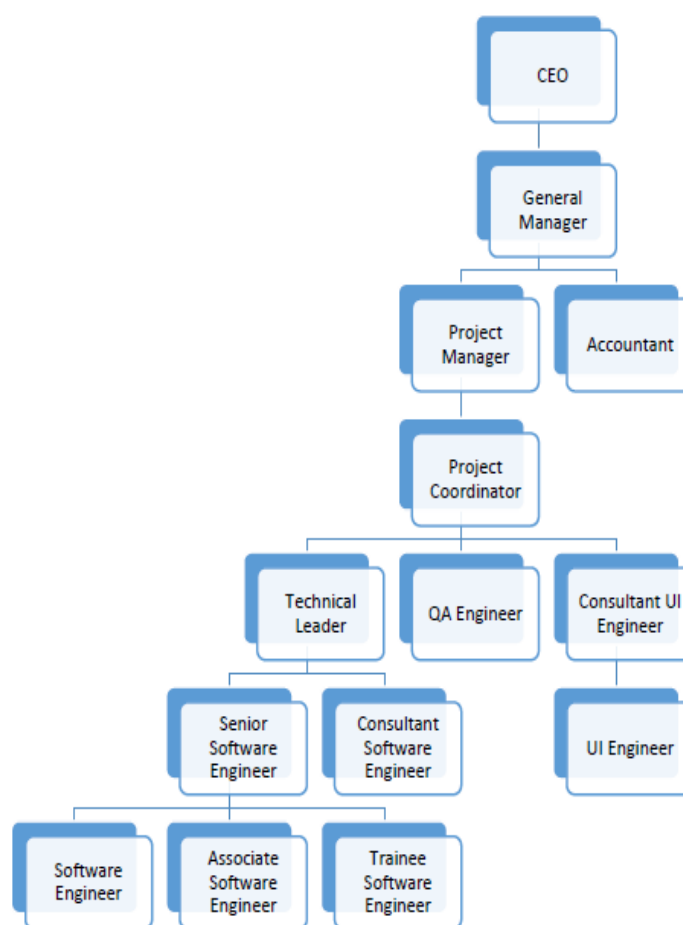 CEO
General
Manager
Project
Manager
Accountant
Project
Coordinator
Technical
Leader
QA Engineer
Consultant UI
Engineer
Senior
Software
Engineer
Consultant
Software
Engineer
UI Engineer
Software
Engineer
Associate
Software
Engineer
Trainee
Software
Engineer